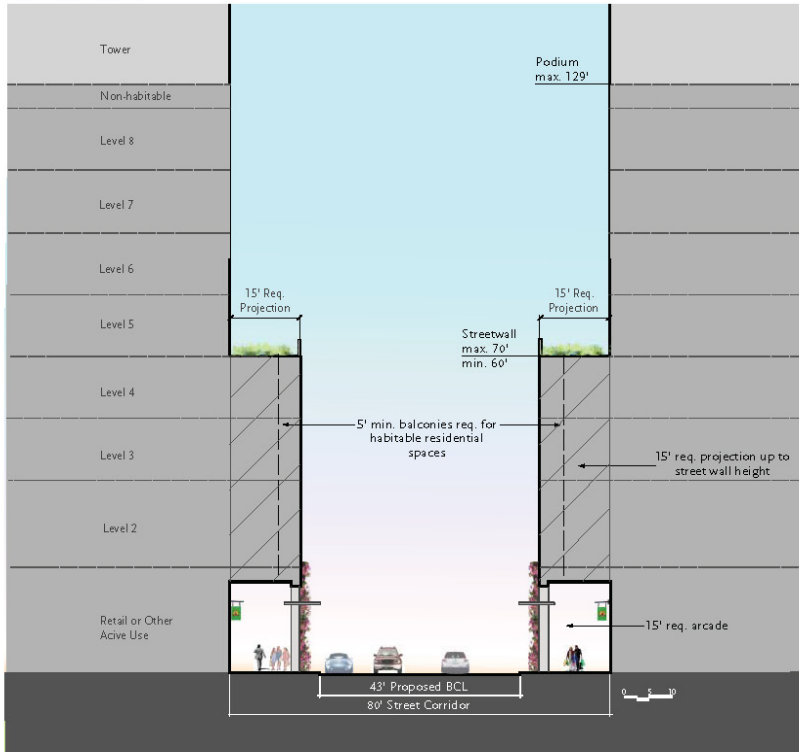 Tower
Podium
max. 129'
Non-habitable
Level 8
Level 7
Level 6
15' Req.
Projection
15' Req.
Projection
Level 5
Streetwall
max. 70'
min. 60'
Level 4
5' min. balconies req. for
habitable residential
spaces
Level 3
15' req. projection up to
street wall height
Level 2
Retail or Other
Acive Use
15' req. arcade
43' Proposed BCL
80' Street Corridor
0 5 10